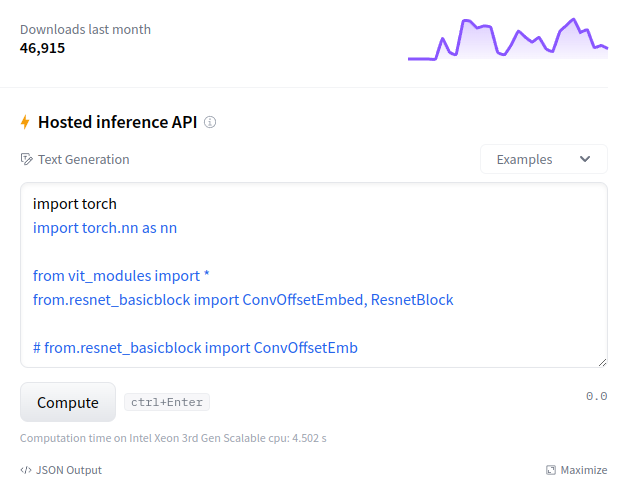 Downloads last month
46,915
Hosted inference API
Text Generation
Examples
import torch
import torch.nn as nn
from vit_modules import *
from.resnet_basicblock import ConvOffsetEmbed, ResnetBlock
# from.resnet_basicblock import ConvOffsetEmb
Compute
ctrl+Enter
0.0
Computation time on Intel Xeon 3rd Gen Scalable cpu: 4.502 s
</> JSON Output
Maximize